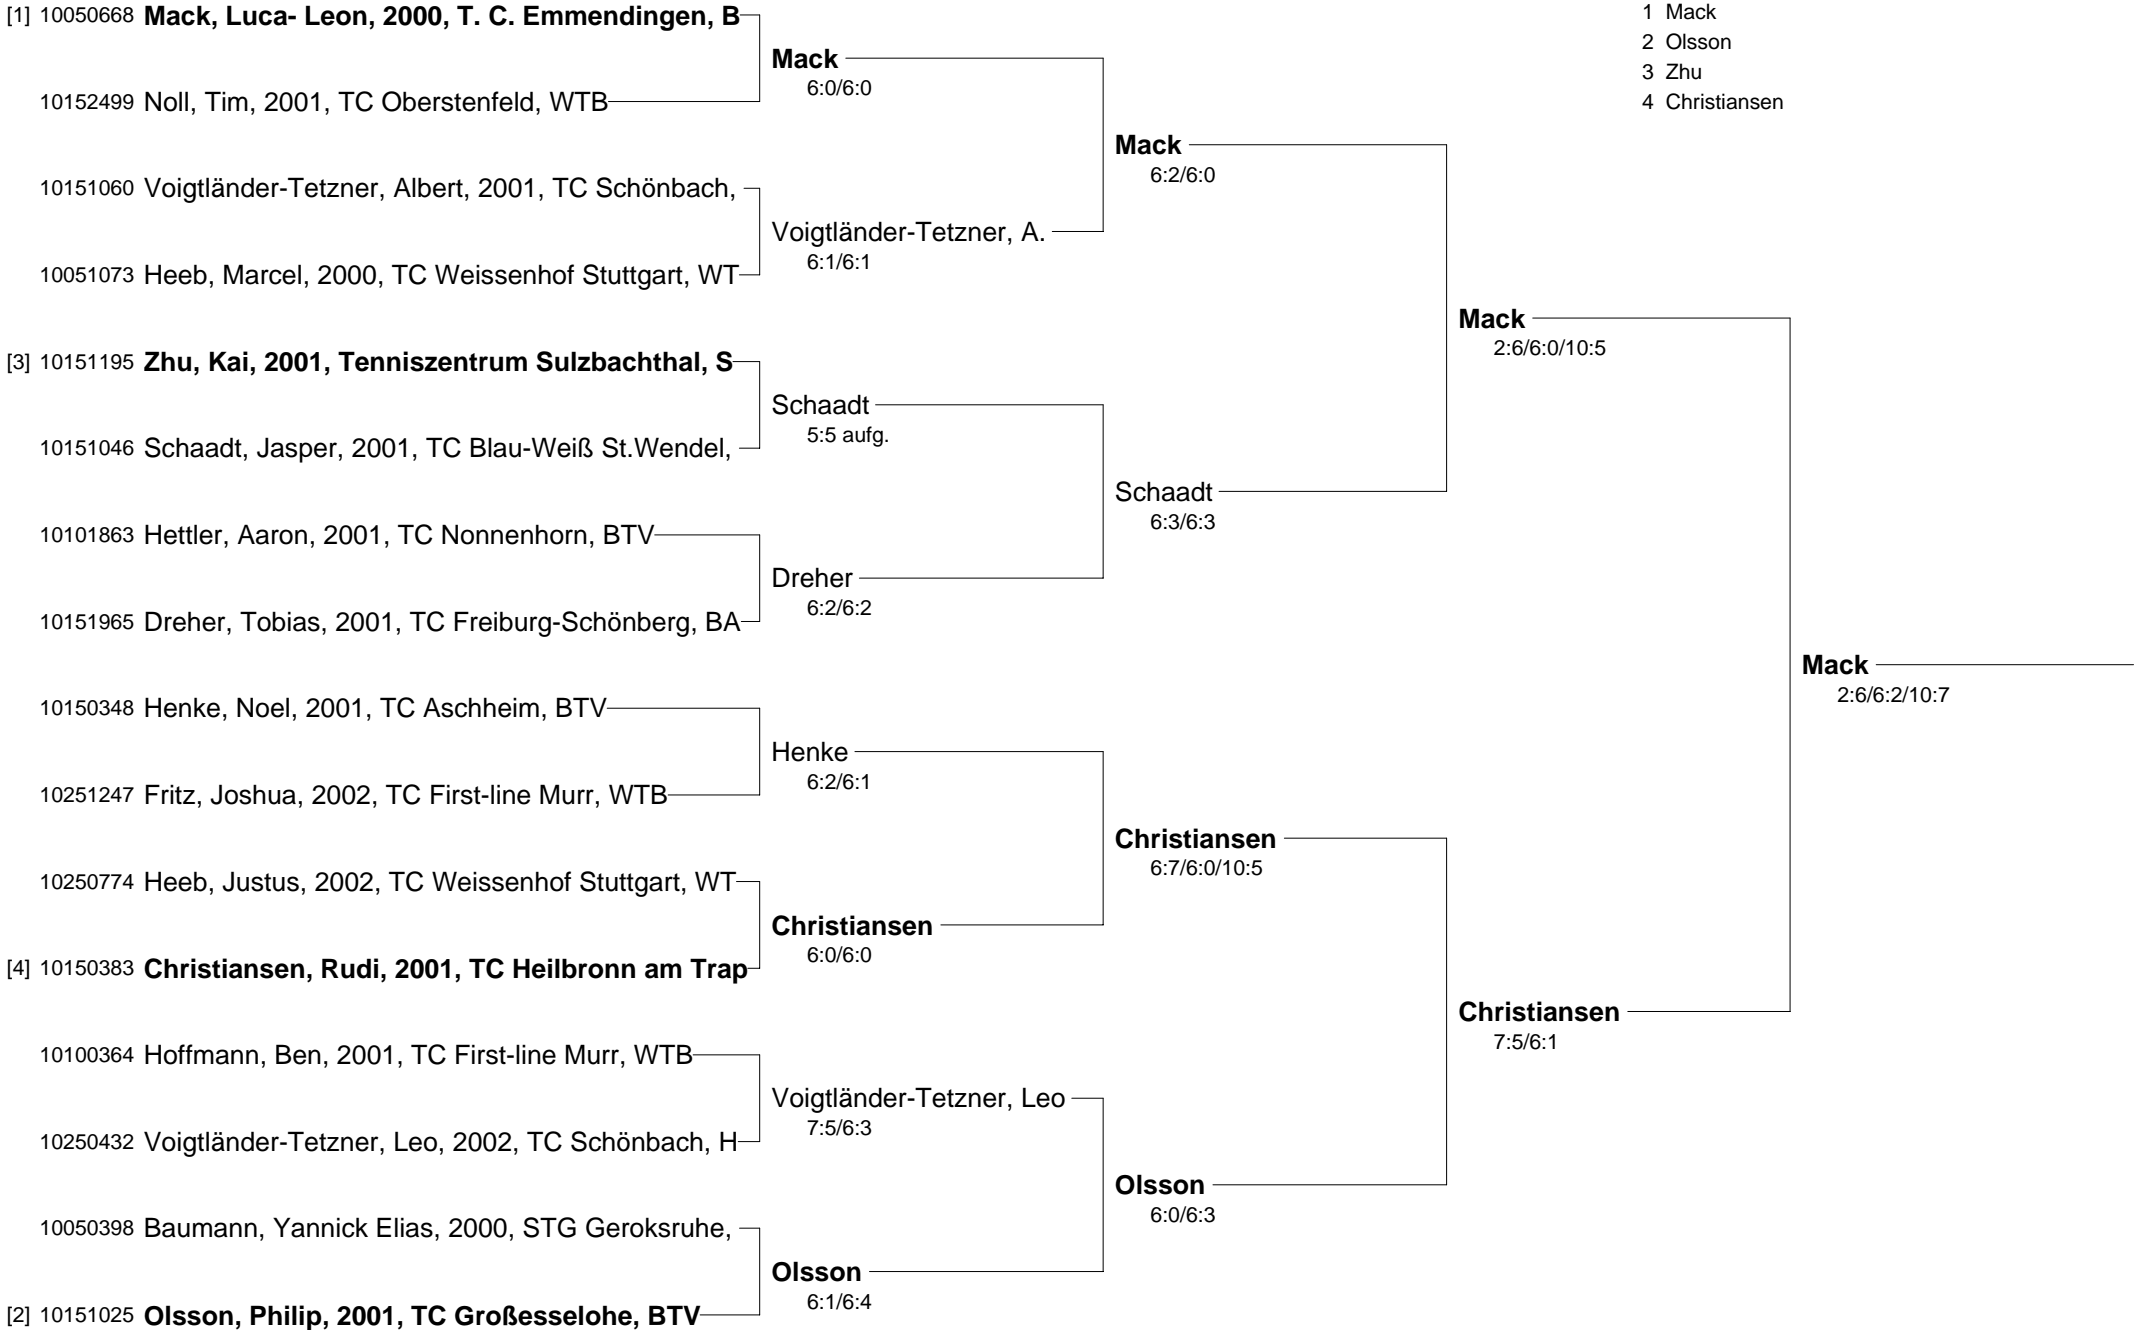 [1] 10050668 Mack, Luca- Leon, 2000, T. C. Emmendingen, B
10152499 Noll, Tim, 2001, TC Oberstenfeld, WTB
10151060 Voigtländer-Tetzner, Albert, 2001, TC Schönbach,
10051073 Heeb, Marcel, 2000, TC Weissenhof Stuttgart, WT
[3] 10151195 Zhu, Kai, 2001, Tenniszentrum Sulzbachthal, S
10151046 Schaadt, Jasper, 2001, TC Blau-Weiß St.Wendel,
10101863 Hettler, Aaron, 2001, TC Nonnenhorn, BTV
10151965 Dreher, Tobias, 2001, TC Freiburg-Schönberg, BA
10150348 Henke, Noel, 2001, TC Aschheim, BTV
10251247 Fritz, Joshua, 2002, TC First-line Murr, WTB
10250774 Heeb, Justus, 2002, TC Weissenhof Stuttgart, WT
[4] 10150383 Christiansen, Rudi, 2001, TC Heilbronn am Trap
10100364 Hoffmann, Ben, 2001, TC First-line Murr, WTB
10250432 Voigtländer-Tetzner, Leo, 2002, TC Schönbach, H
10050398 Baumann, Yannick Elias, 2000, STG Geroksruhe,
[2] 10151025 Olsson, Philip, 2001, TC Großesselohe, BTV
Mack
6:0/6:0
Voigtländer-Tetzner, A.
6:1/6:1
Schaadt
5:5 aufg.
Dreher
6:2/6:2
Henke
6:2/6:1
Christiansen
6:0/6:0
Voigtländer-Tetzner, Leo
7:5/6:3
Olsson
6:1/6:4
Mack
6:2/6:0
Schaadt
6:3/6:3
Christiansen
6:7/6:0/10:5
Olsson
6:0/6:3
Mack
2:6/6:0/10:5
Christiansen
7:5/6:1
Mack
2:6/6:2/10:7
1 Mack
2 Olsson
3 Zhu
4 Christiansen